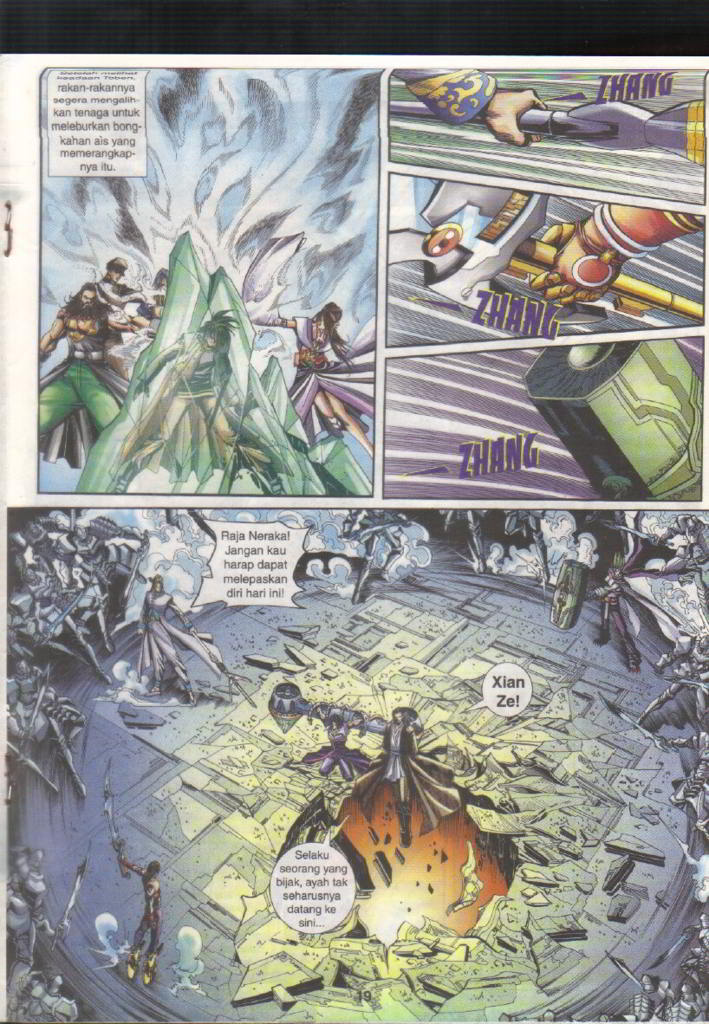 Setelah melihat
keadaan Toben,
rakan-rakannya
segera mengalih-
kan tenaga untuk
meleburkan bong-
kahan ais yang
memerangkap-
nya itu.
ZHANG
ZHANG
ZHANG
Raja Neraka!
Jangan kau
harap dapat
melepaskan
diri hari ini!
Xian
Ze!
Selaku
seorang yang
bijak, ayah tak
seharusnya
datang ke
sini...
19